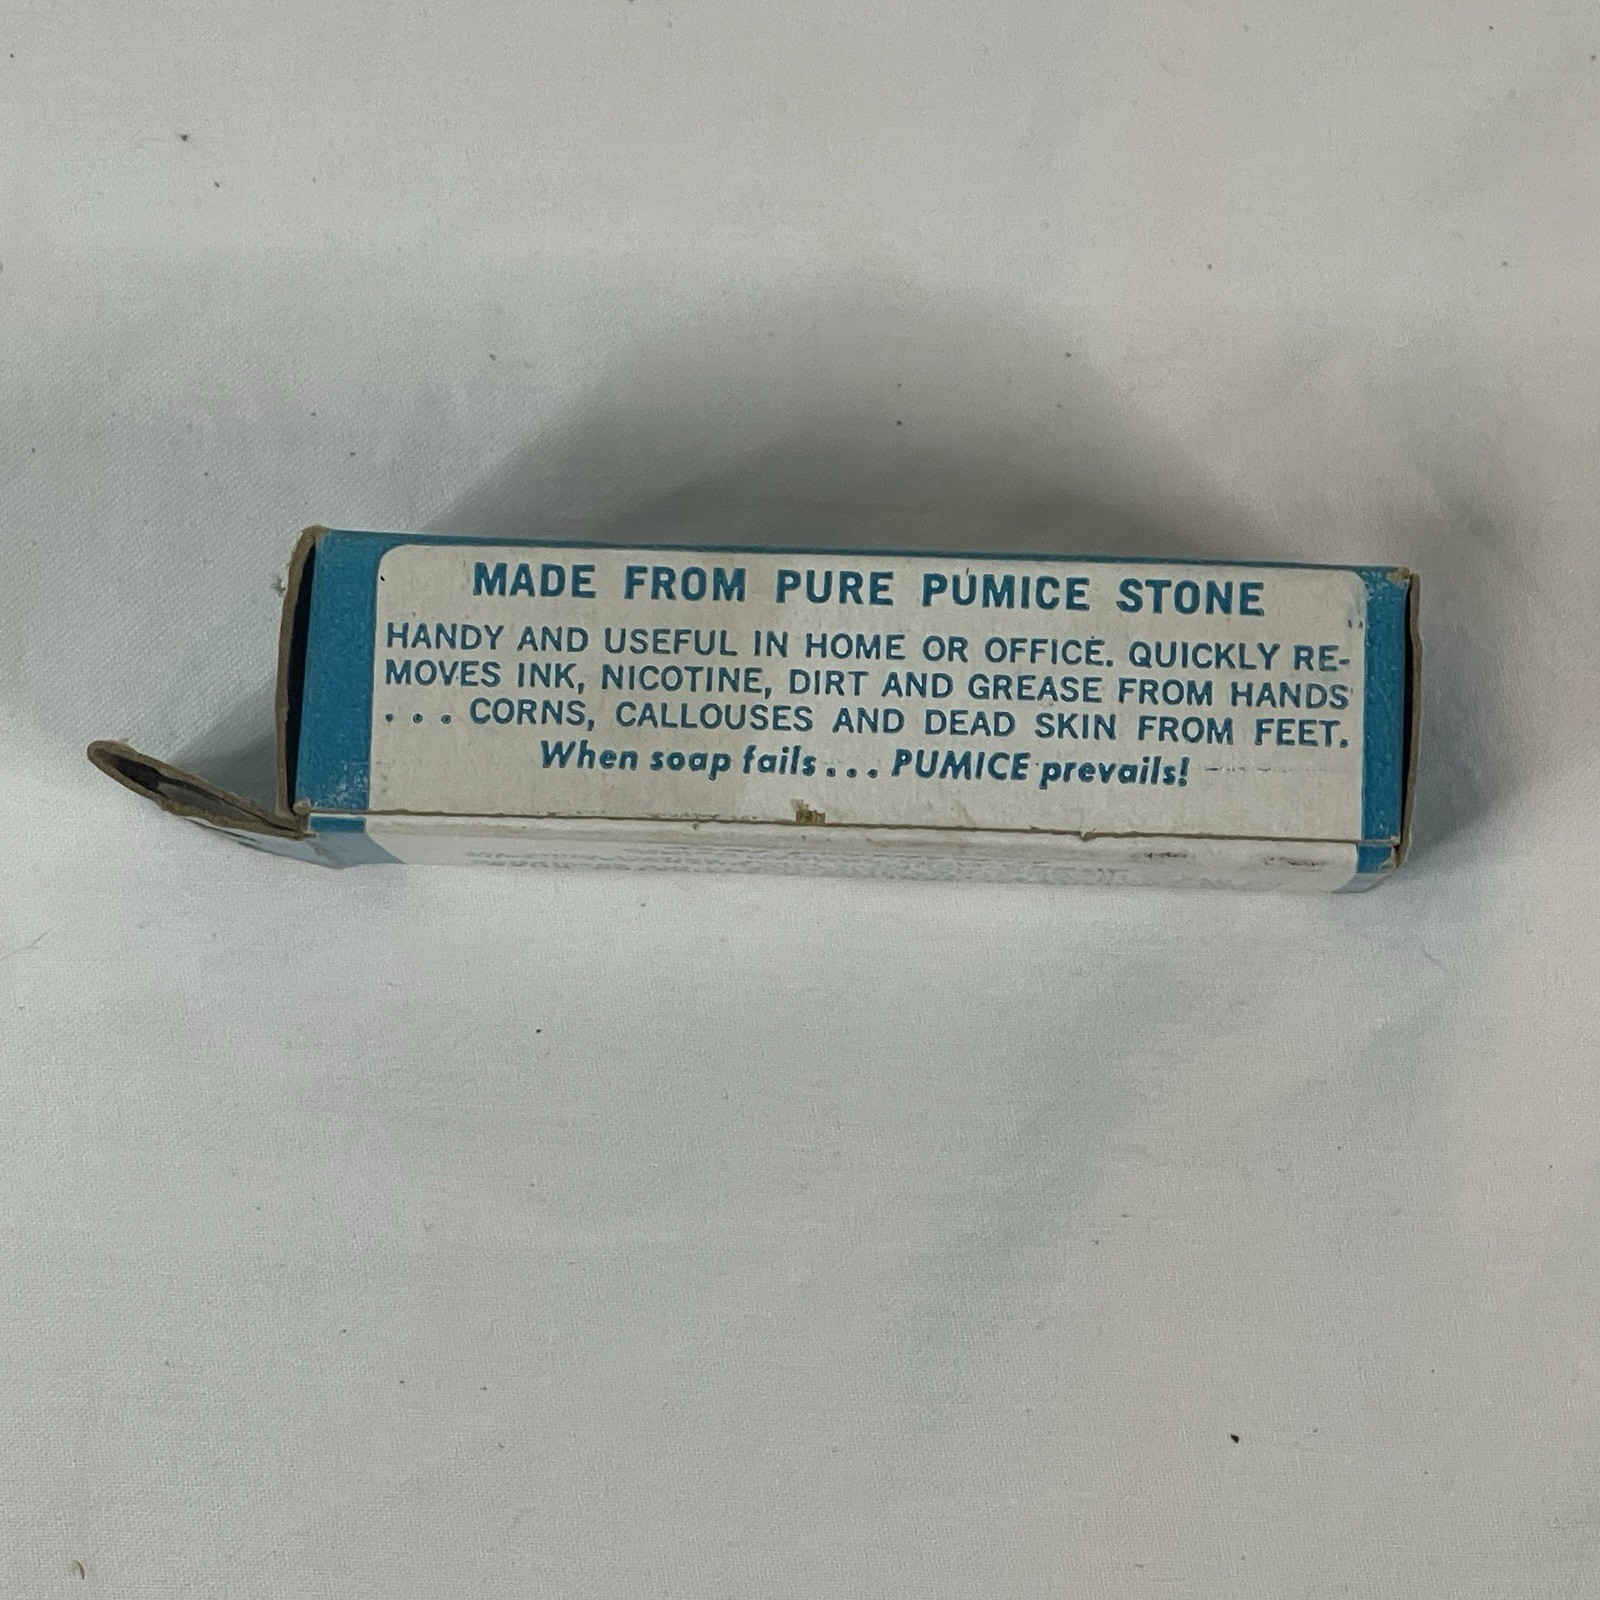 MADE FROM PURE PUMICE STONE
HANDY AND USEFUL IN HOME OR OFFICE. QUICKLY RE-
MOVES INK, NICOTINE, DIRT AND GREASE FROM HANDS
... CORNS, CALLOUSES AND DEAD SKIN FROM FEET.
When soap fails... PUMICE prevails!